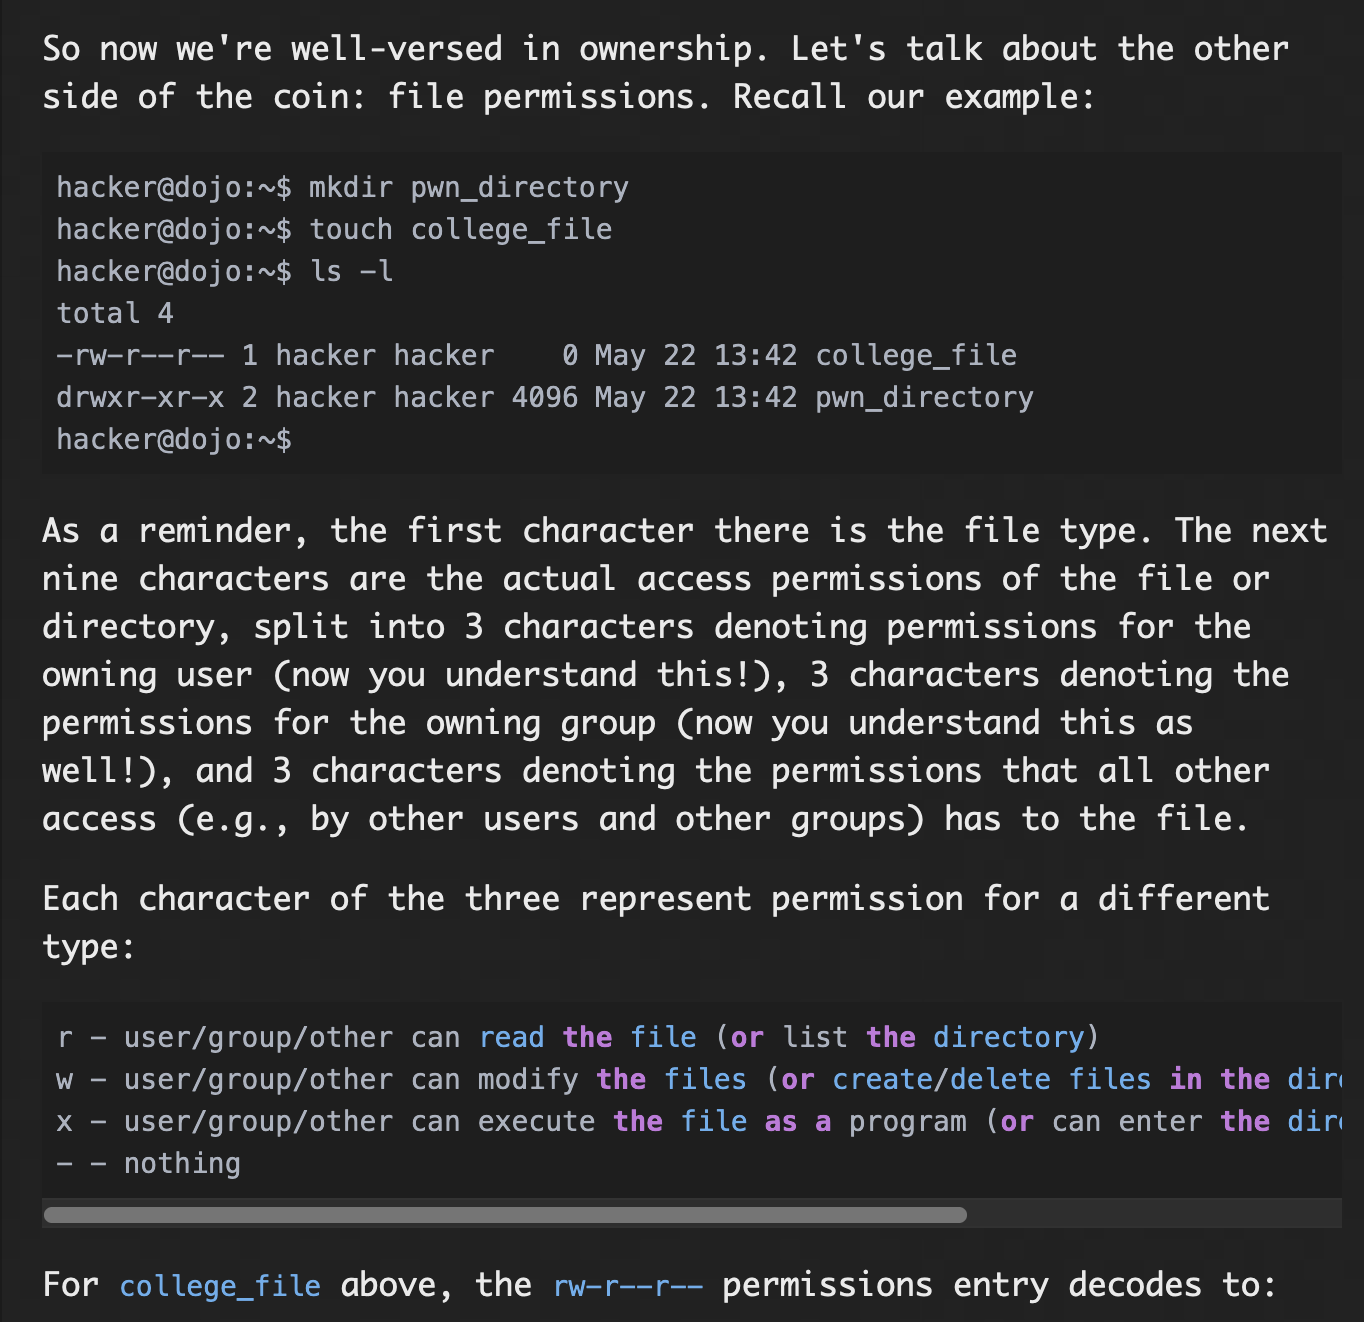 So now we're well-versed in ownership. Let's talk about the other
side of the coin: file permissions. Recall our example:
hacker@dojo:~$ mkdir pwn_directory
hacker@dojo:~$ touch college_file
hacker@dojo:~$ ls -l
total 4
-rw-r--r-- 1 hacker hacker    0 May 22 13:42 college_file
drwxr-xr-x 2 hacker hacker 4096 May 22 13:42 pwn_directory
hacker@dojo:~$
As a reminder, the first character there is the file type. The next
nine characters are the actual access permissions of the file or
directory, split into 3 characters denoting permissions for the
owning user (now you understand this!), 3 characters denoting the
permissions for the owning group (now you understand this as
well!), and 3 characters denoting the permissions that all other
access (e.g., by other users and other groups) has to the file.
Each character of the three represent permission for a different
type:
r - user/group/other can read the file (or list the directory)
w - user/group/other can modify the files (or create/delete files in the
x - user/group/other can execute the file as a program (or can enter the
- - nothing
For college_file above, the rw-r--r-- permissions entry decodes to: